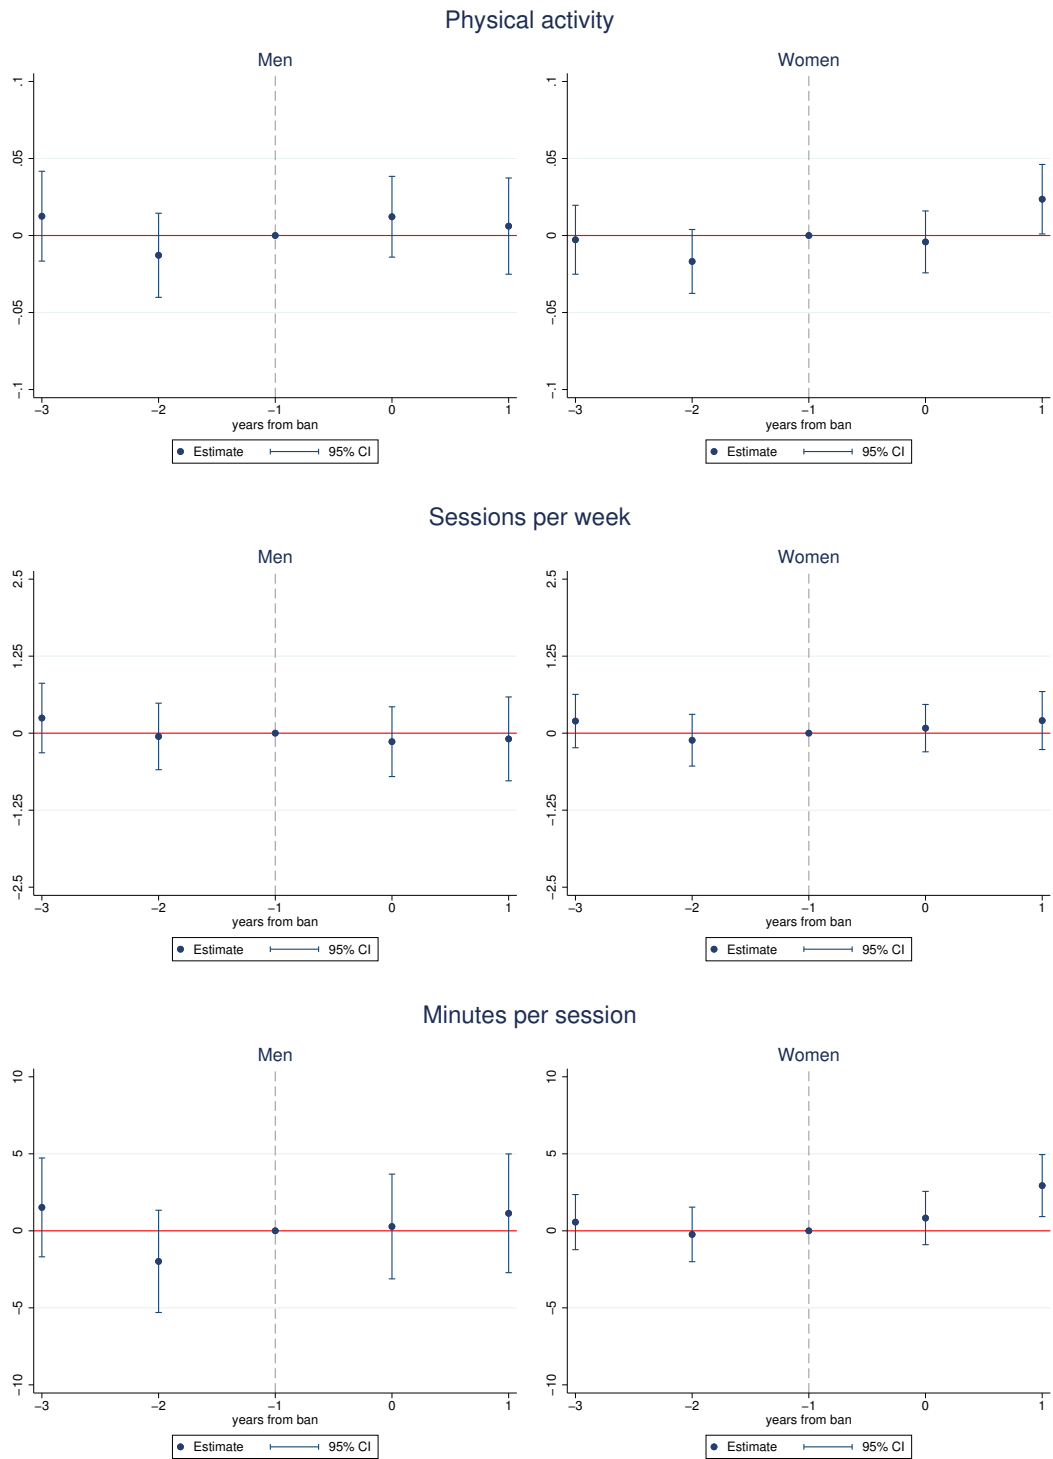 Physical activity
Men
Women
.1
.05
0
−.05
−.1
−3
−2
−1
0
1
years from ban
Estimate
95% CI
.1
.05
0
−.05
−.1
−3
−2
−1
0
1
years from ban
Estimate
95% CI
Sessions per week
Men
Women
2.5
1.25
0
−1.25
−2.5
−3
−2
−1
0
1
years from ban
Estimate
95% CI
2.5
1.25
0
−1.25
−2.5
−3
−2
−1
0
1
years from ban
Estimate
95% CI
Minutes per session
Men
Women
10
5
0
−5
−10
−3
−2
−1
0
1
years from ban
Estimate
95% CI
10
5
0
−5
−10
−3
−2
−1
0
1
years from ban
Estimate
95% CI